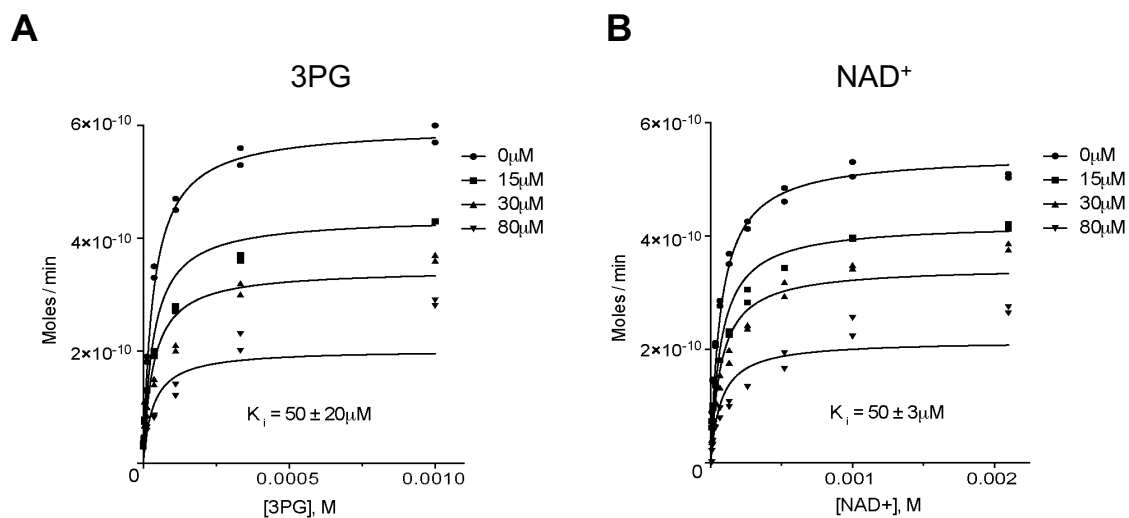 A
B
3PG
NAD⁺
6×10⁻¹⁰
4×10⁻¹⁰
2×10⁻¹⁰
0
0.0005
0.0010
Moles / min
[3PG], M
0μM
15μM
30μM
80μM
K i = 50 ± 20μM
6×10⁻¹⁰
4×10⁻¹⁰
2×10⁻¹⁰
0
0.001
0.002
Moles / min
[NAD+], M
0μM
15μM
30μM
80μM
K i = 50 ± 3μM